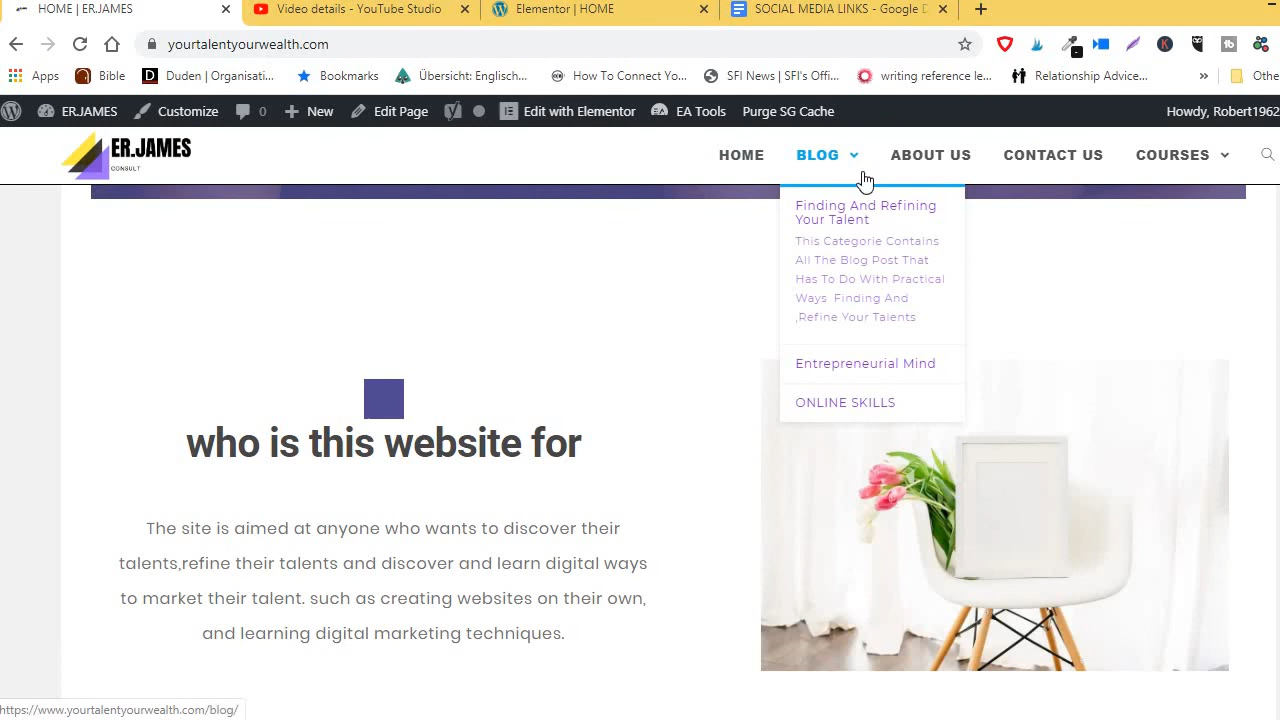 HOME | ER.JAMES
Video details - YouTube Studio
Elementor | HOME
SOCIAL MEDIA LINKS - Google D
yourtalentyourwealth.com
Apps
Bible
Duden | Organisati...
Bookmarks
Übersicht: Englisch...
How To Connect Yo...
SFI News | SFI's Offi...
writing reference le...
Relationship Advice...
»
Othe
ER.JAMES
Customize
0
New
Edit Page
Edit with Elementor
EA Tools
Purge SG Cache
Howdy, Robert1962
ER.JAMES
CONSULT
HOME
BLOG
ABOUT US
CONTACT US
COURSES
Finding And Refining
Your Talent
This Categorie Contains
All The Blog Post That
Has To Do With Practical
Ways Finding And
,Refine Your Talents
Entrepreneurial Mind
ONLINE SKILLS
who is this website for
The site is aimed at anyone who wants to discover their
talents,refine their talents and discover and learn digital ways
to market their talent. such as creating websites on their own,
and learning digital marketing techniques.
https://www.yourtalentyourwealth.com/blog/